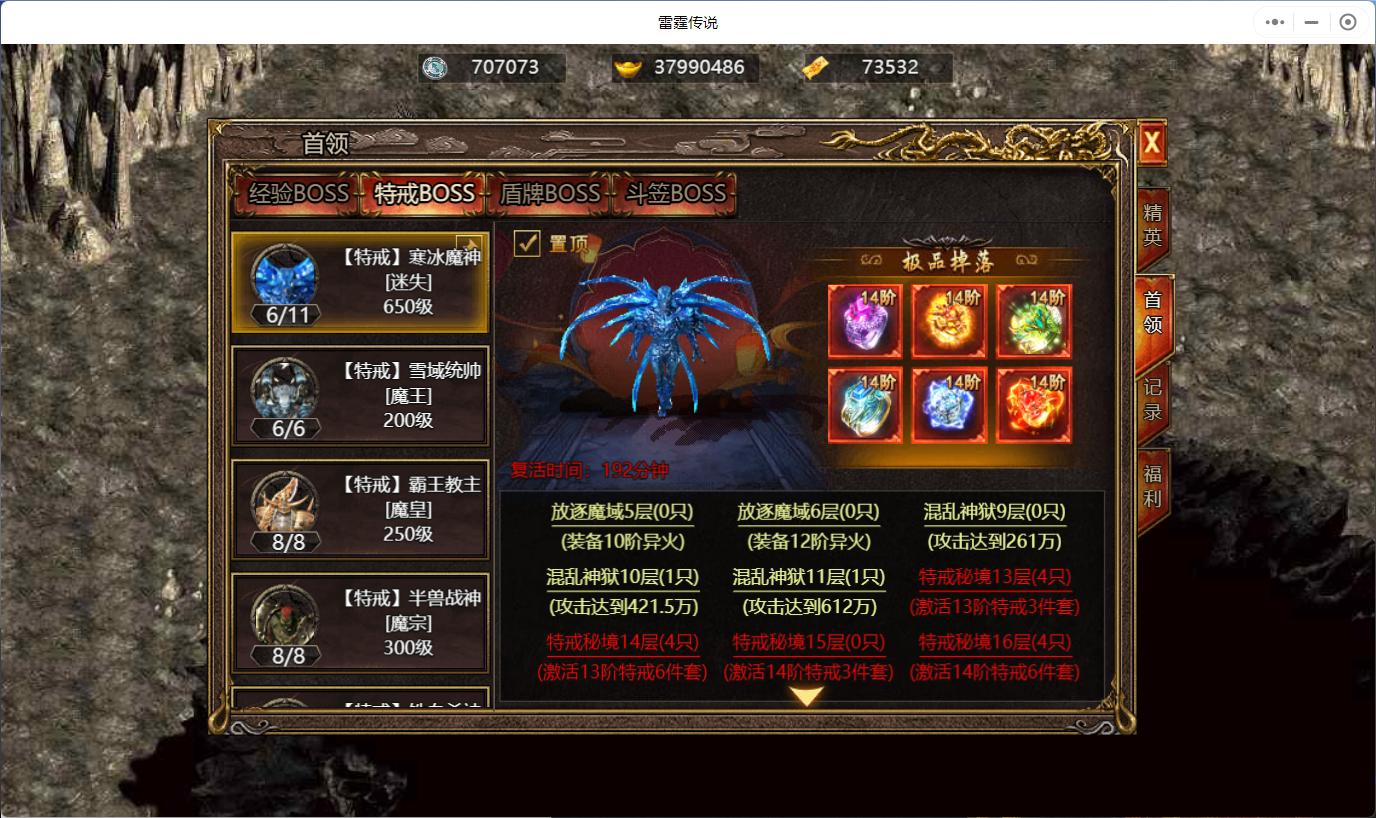 雷霆传说
707073
37990486
73532
首领
X
经验BOSS
特戒BOSS
盾牌BOSS
斗笠BOSS
精英
首领
记录
福利
【特戒】寒冰魔神
[迷失]
650级
6/11
【特戒】雪域统帅
[魔王]
200级
6/6
【特戒】霸王教主
[魔皇]
250级
8/8
【特戒】半兽战神
[魔宗]
300级
8/8
置顶
极品掉落
14阶
14阶
14阶
14阶
14阶
14阶
复活时间：192分钟
放逐魔域5层(0只)
(装备10阶异火)
放逐魔域6层(0只)
(装备12阶异火)
混乱神狱9层(0只)
(攻击达到261万)
混乱神狱10层(1只)
(攻击达到421.5万)
混乱神狱11层(1只)
(攻击达到612万)
特戒秘境13层(4只)
(激活13阶特戒3件套)
特戒秘境14层(4只)
(激活13阶特戒6件套)
特戒秘境15层(0只)
(激活14阶特戒3件套)
特戒秘境16层(4只)
(激活14阶特戒6件套)